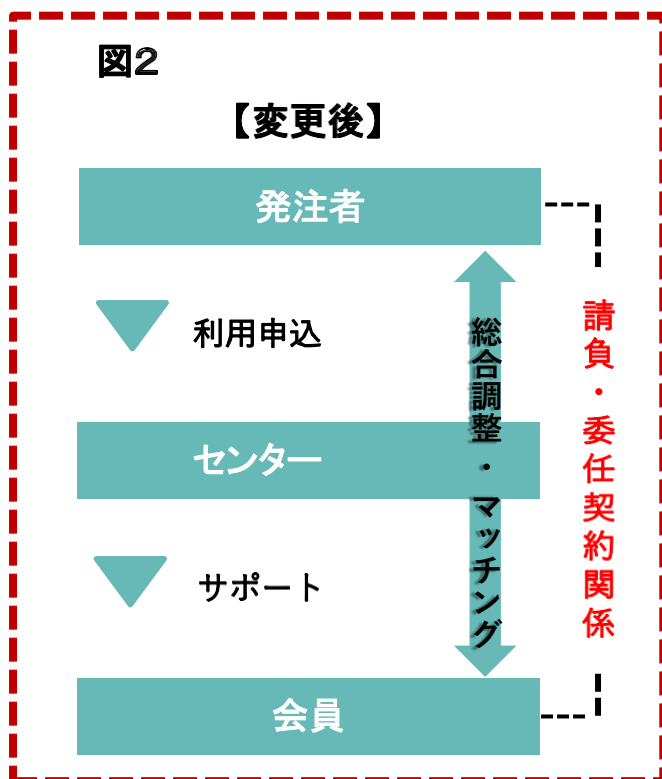 図２
【変更後】
発注者
利用申込
総合調整・マッチング
請負・委任契約関係
センター
サポート
会員